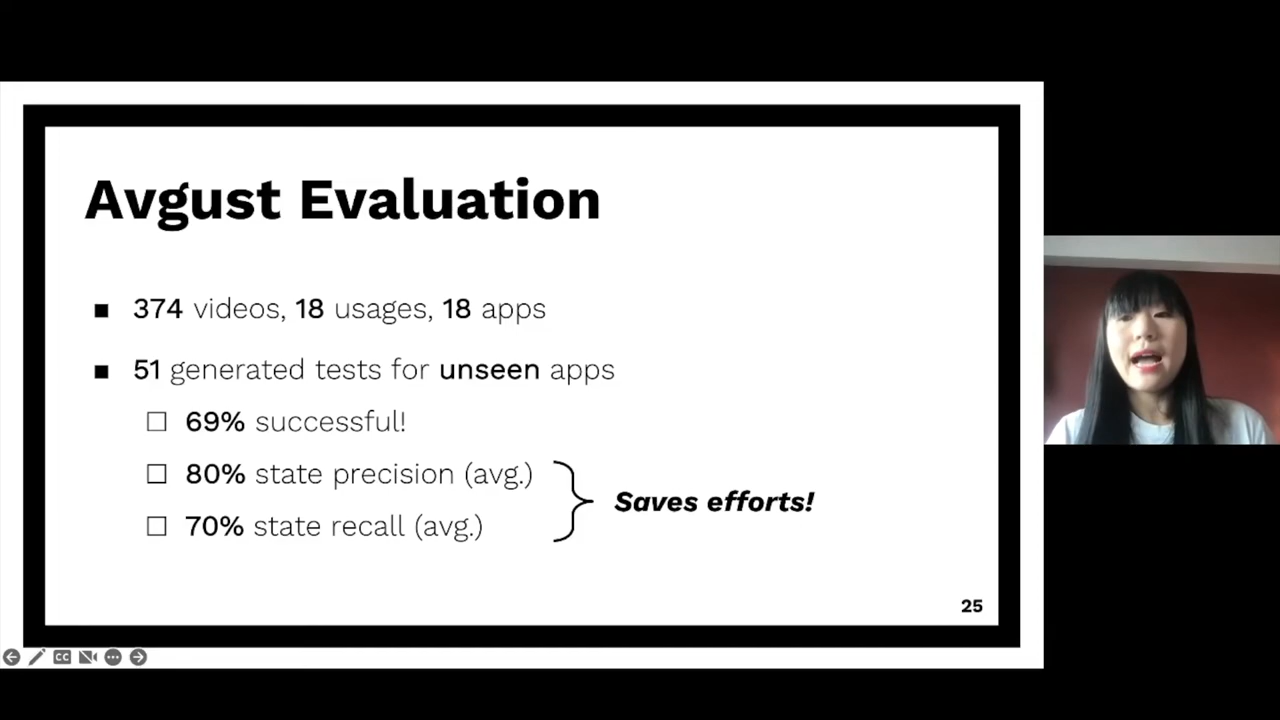 Avgust Evaluation
374 videos, 18 usages, 18 apps
51 generated tests for unseen apps
69% successful!
80% state precision (avg.)
70% state recall (avg.)
Saves efforts!
25
CC